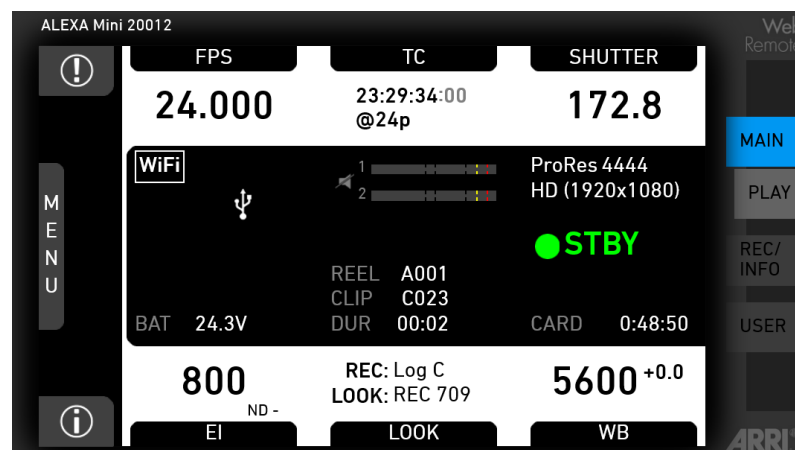 ALEXA Mini 20012
Web
Remote
FPS
TC
SHUTTER
24.000
23:29:34:00
@24p
172.8
MAIN
PLAY
REC/
INFO
USER
MENU
WiFi
1
2
ProRes 4444
HD (1920x1080)
STBY
REEL A001
CLIP C023
DUR 00:02
BAT 24.3V
CARD 0:48:50
800
ND -
REC: Log C
LOOK: REC 709
5600 +0.0
EI
LOOK
WB
ARRI